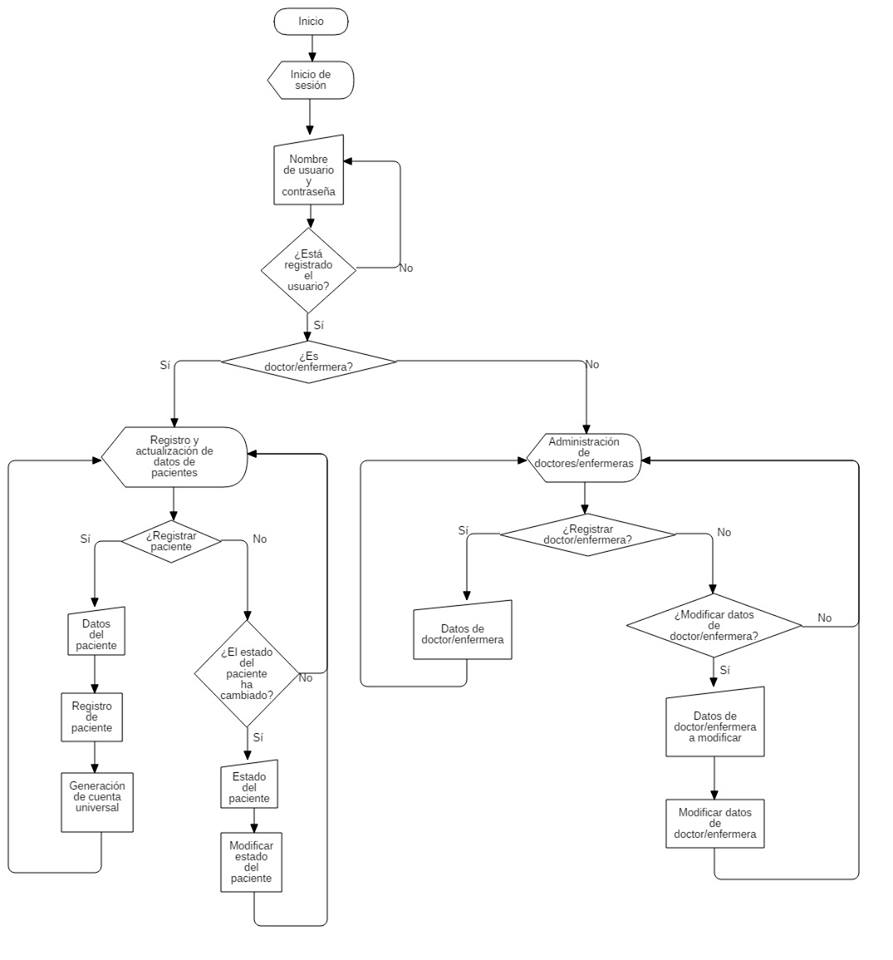 Inicio
Inicio de
sesión
Nombre
de usuario
y
contraseña
¿Está
registrado
el
usuario?
No
Sí
¿Es
doctor/enfermera?
Sí
No
Registro y
actualización de
datos de
pacientes
¿Registrar
paciente
Sí
No
Datos
del
paciente
Registro
de
paciente
Generación
de cuenta
universal
¿El estado
del
paciente
ha
cambiado?
No
Sí
Estado
del
paciente
Modificar
estado
del
paciente
Administración
de
doctores/enfermeras
¿Registrar
doctor/enfermera?
Sí
No
Datos de
doctor/enfermera
¿Modificar datos
de
doctor/enfermera?
No
Sí
Datos de
doctor/enfermera
a modificar
Modificar datos
de
doctor/enfermera